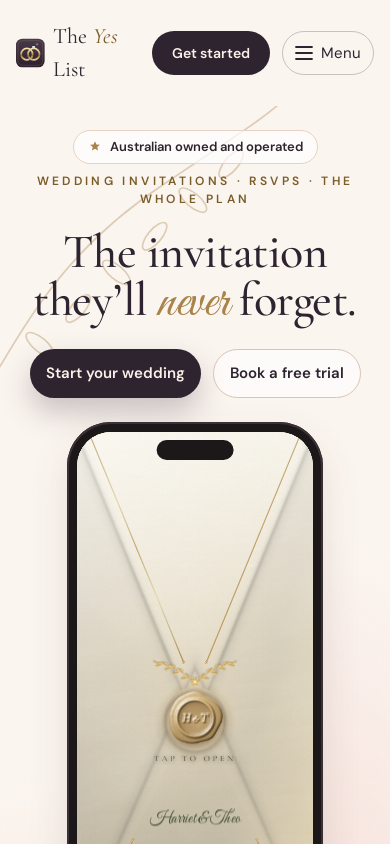 The Yes
List
Get started
Menu
Australian owned and operated
WEDDING INVITATIONS · RSVPS · THE
WHOLE PLAN
The invitation
they’ll never forget.
Start your wedding
Book a free trial
H&T
TAP TO OPEN
Harriet & Theo